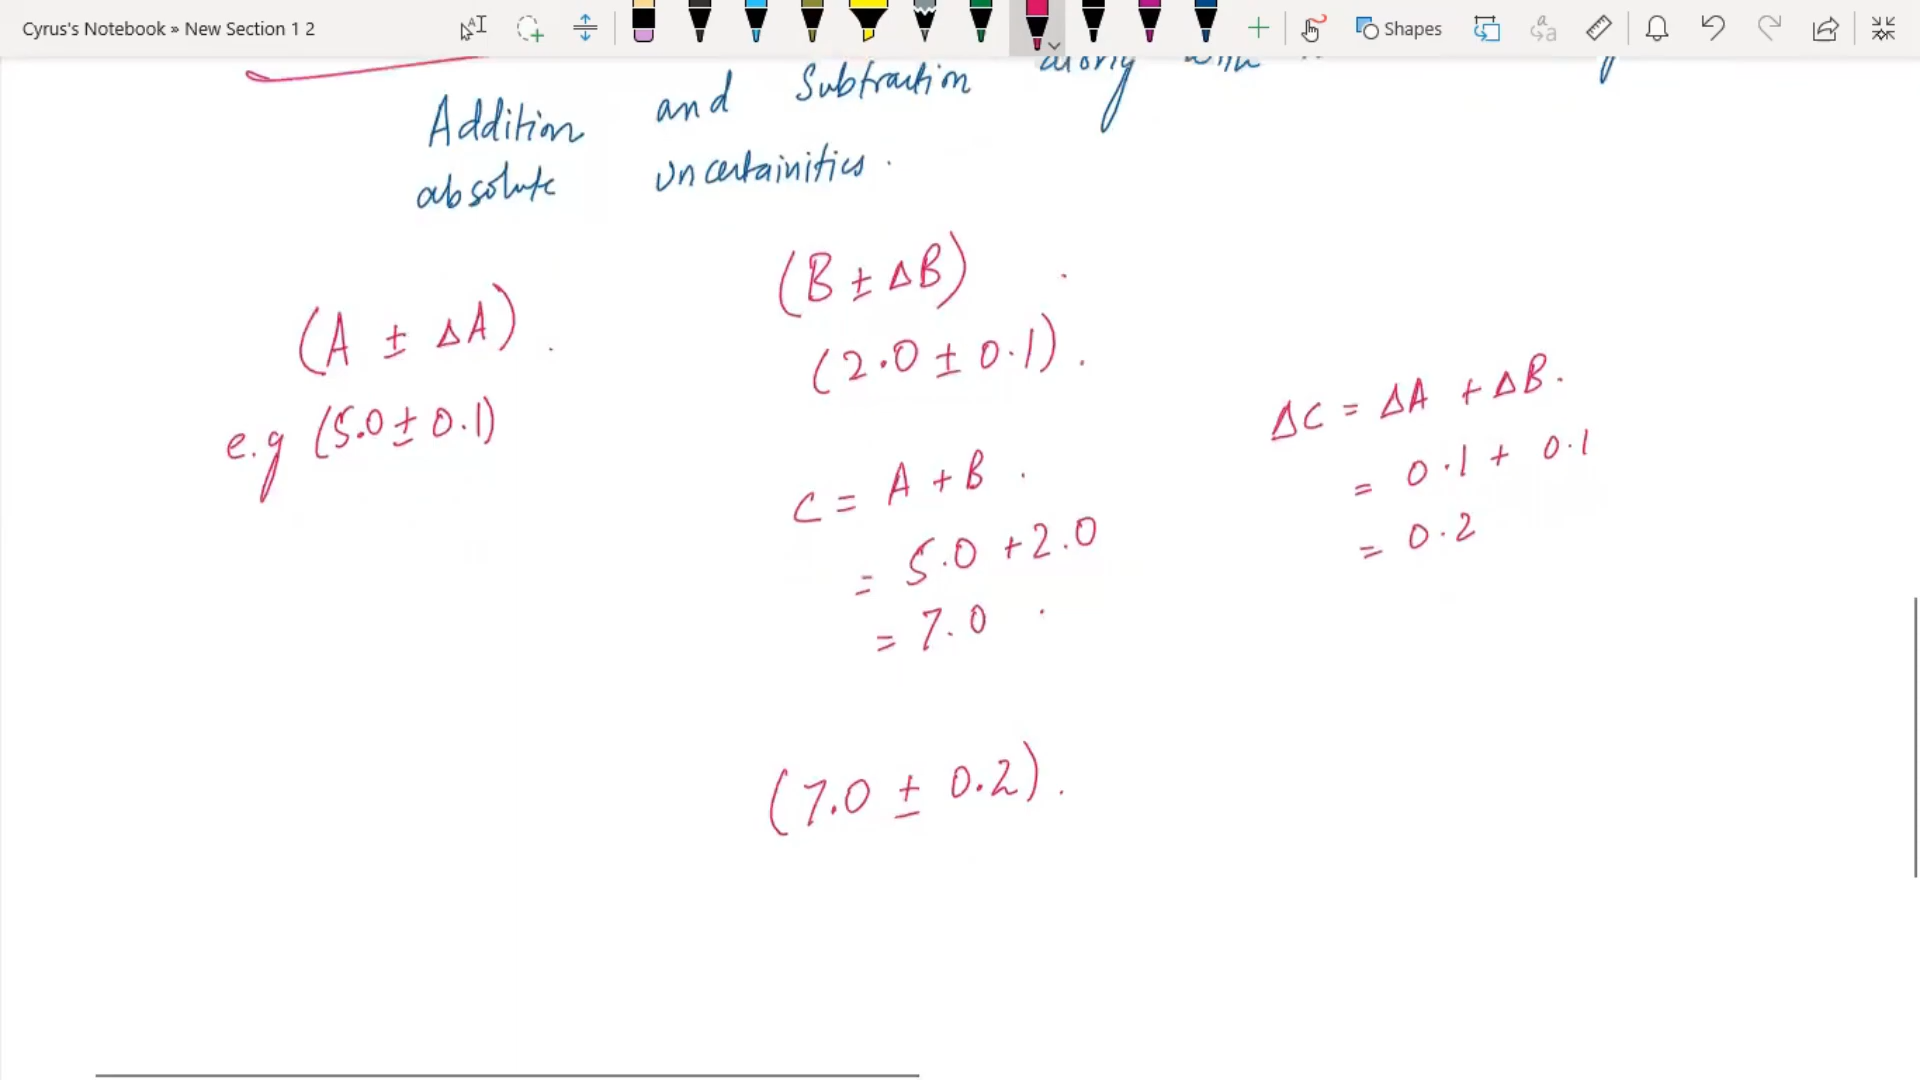 Cyrus's Notebook » New Section 1 2
Shapes
Addition and Subtraction along with
absolute uncertainities.
(A ± ΔA).
e.g (5.0 ± 0.1)
(B ± ΔB)
(2.0 ± 0.1).
C = A + B.
= 5.0 + 2.0
= 7.0
ΔC = ΔA + ΔB.
= 0.1 + 0.1
= 0.2
(7.0 ± 0.2).